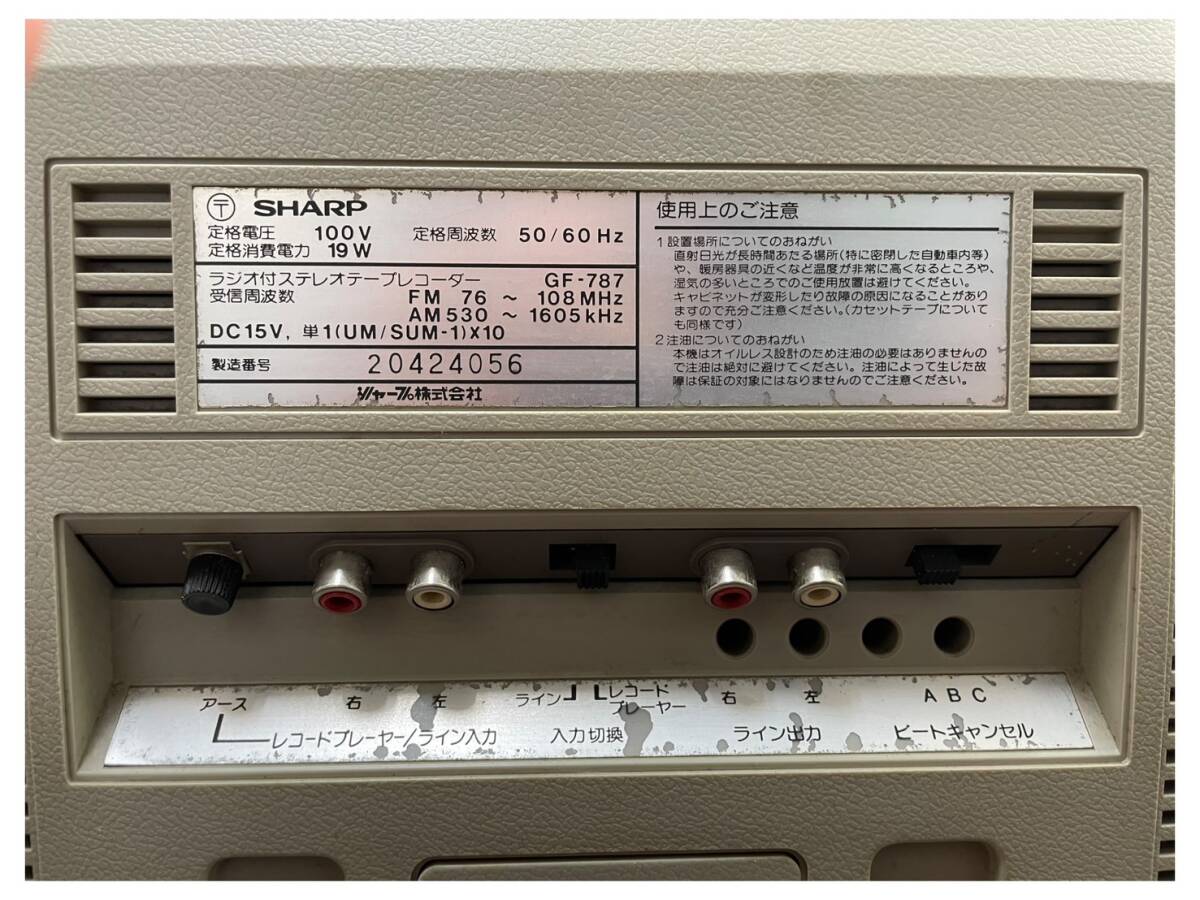 〒 SHARP
定格電圧 100V 定格周波数 50/60Hz
定格消費電力 19W
ラジオ付ステレオテープレコーダー GF-787
受信周波数 FM 76 ～ 108MHz
AM 530 ～ 1605kHz
DC15V, 単1(UM/SUM-1)X10
製造番号 20424056
シャープ株式会社
使用上のご注意
1 設置場所についてのおねがい
直射日光が長時間あたる場所(特に密閉した自動車内等)
や、暖房器具の近くなど温度が非常に高くなるところや、
湿気の多いところでのご使用放置は避けてください。
キャビネットが変形したり故障の原因になることがあり
ますので充分ご注意ください。(カセットテープについて
も同様です)
2 注油についてのおねがい
本機はオイルレス設計のため注油の必要はありませんの
で注油は絶対に避けてください。注油によって生じた故
障は保証の対象にはなりませんのでご注意ください。
アース 右 左 ライン レコード
プレーヤー 右 左 A B C
レコードプレーヤー/ライン入力 入力切換 ライン出力 ビートキャンセル